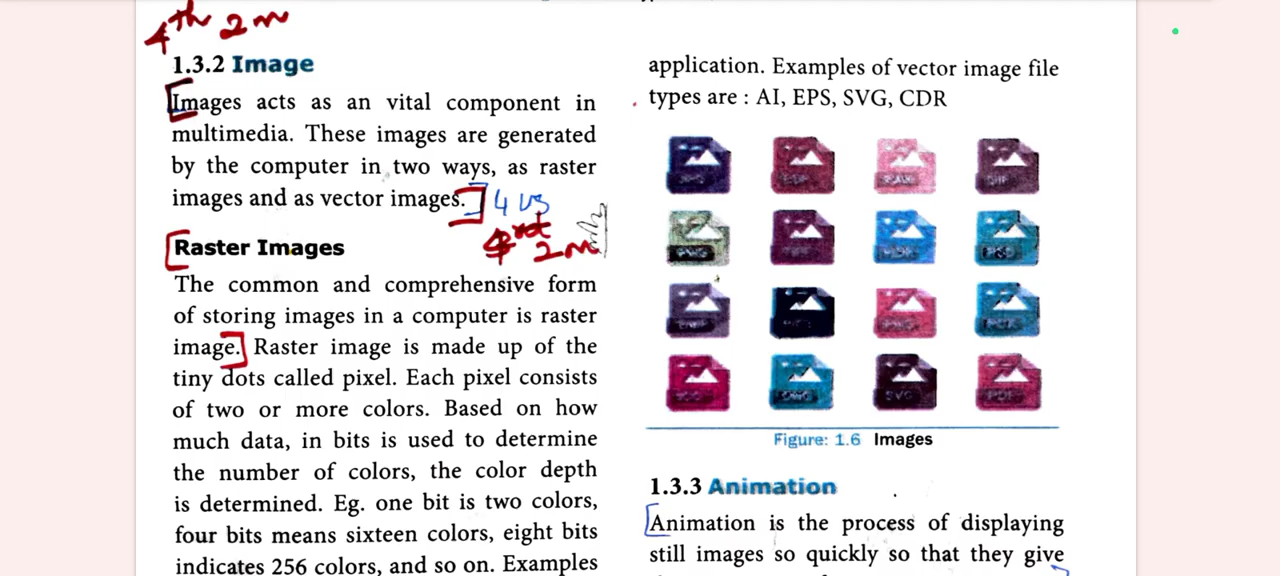 4th 2m
1.3.2 Image
Images acts as an vital component in
multimedia. These images are generated
by the computer in two ways, as raster
images and as vector images.
Raster Images
The common and comprehensive form
of storing images in a computer is raster
image. Raster image is made up of the
tiny dots called pixel. Each pixel consists
of two or more colors. Based on how
much data, in bits is used to determine
the number of colors, the color depth
is determined. Eg. one bit is two colors,
four bits means sixteen colors, eight bits
indicates 256 colors, and so on. Examples
application. Examples of vector image file
types are : AI, EPS, SVG, CDR
SVG
PDF
Figure: 1.6 Images
1.3.3 Animation
Animation is the process of displaying
still images so quickly so that they give